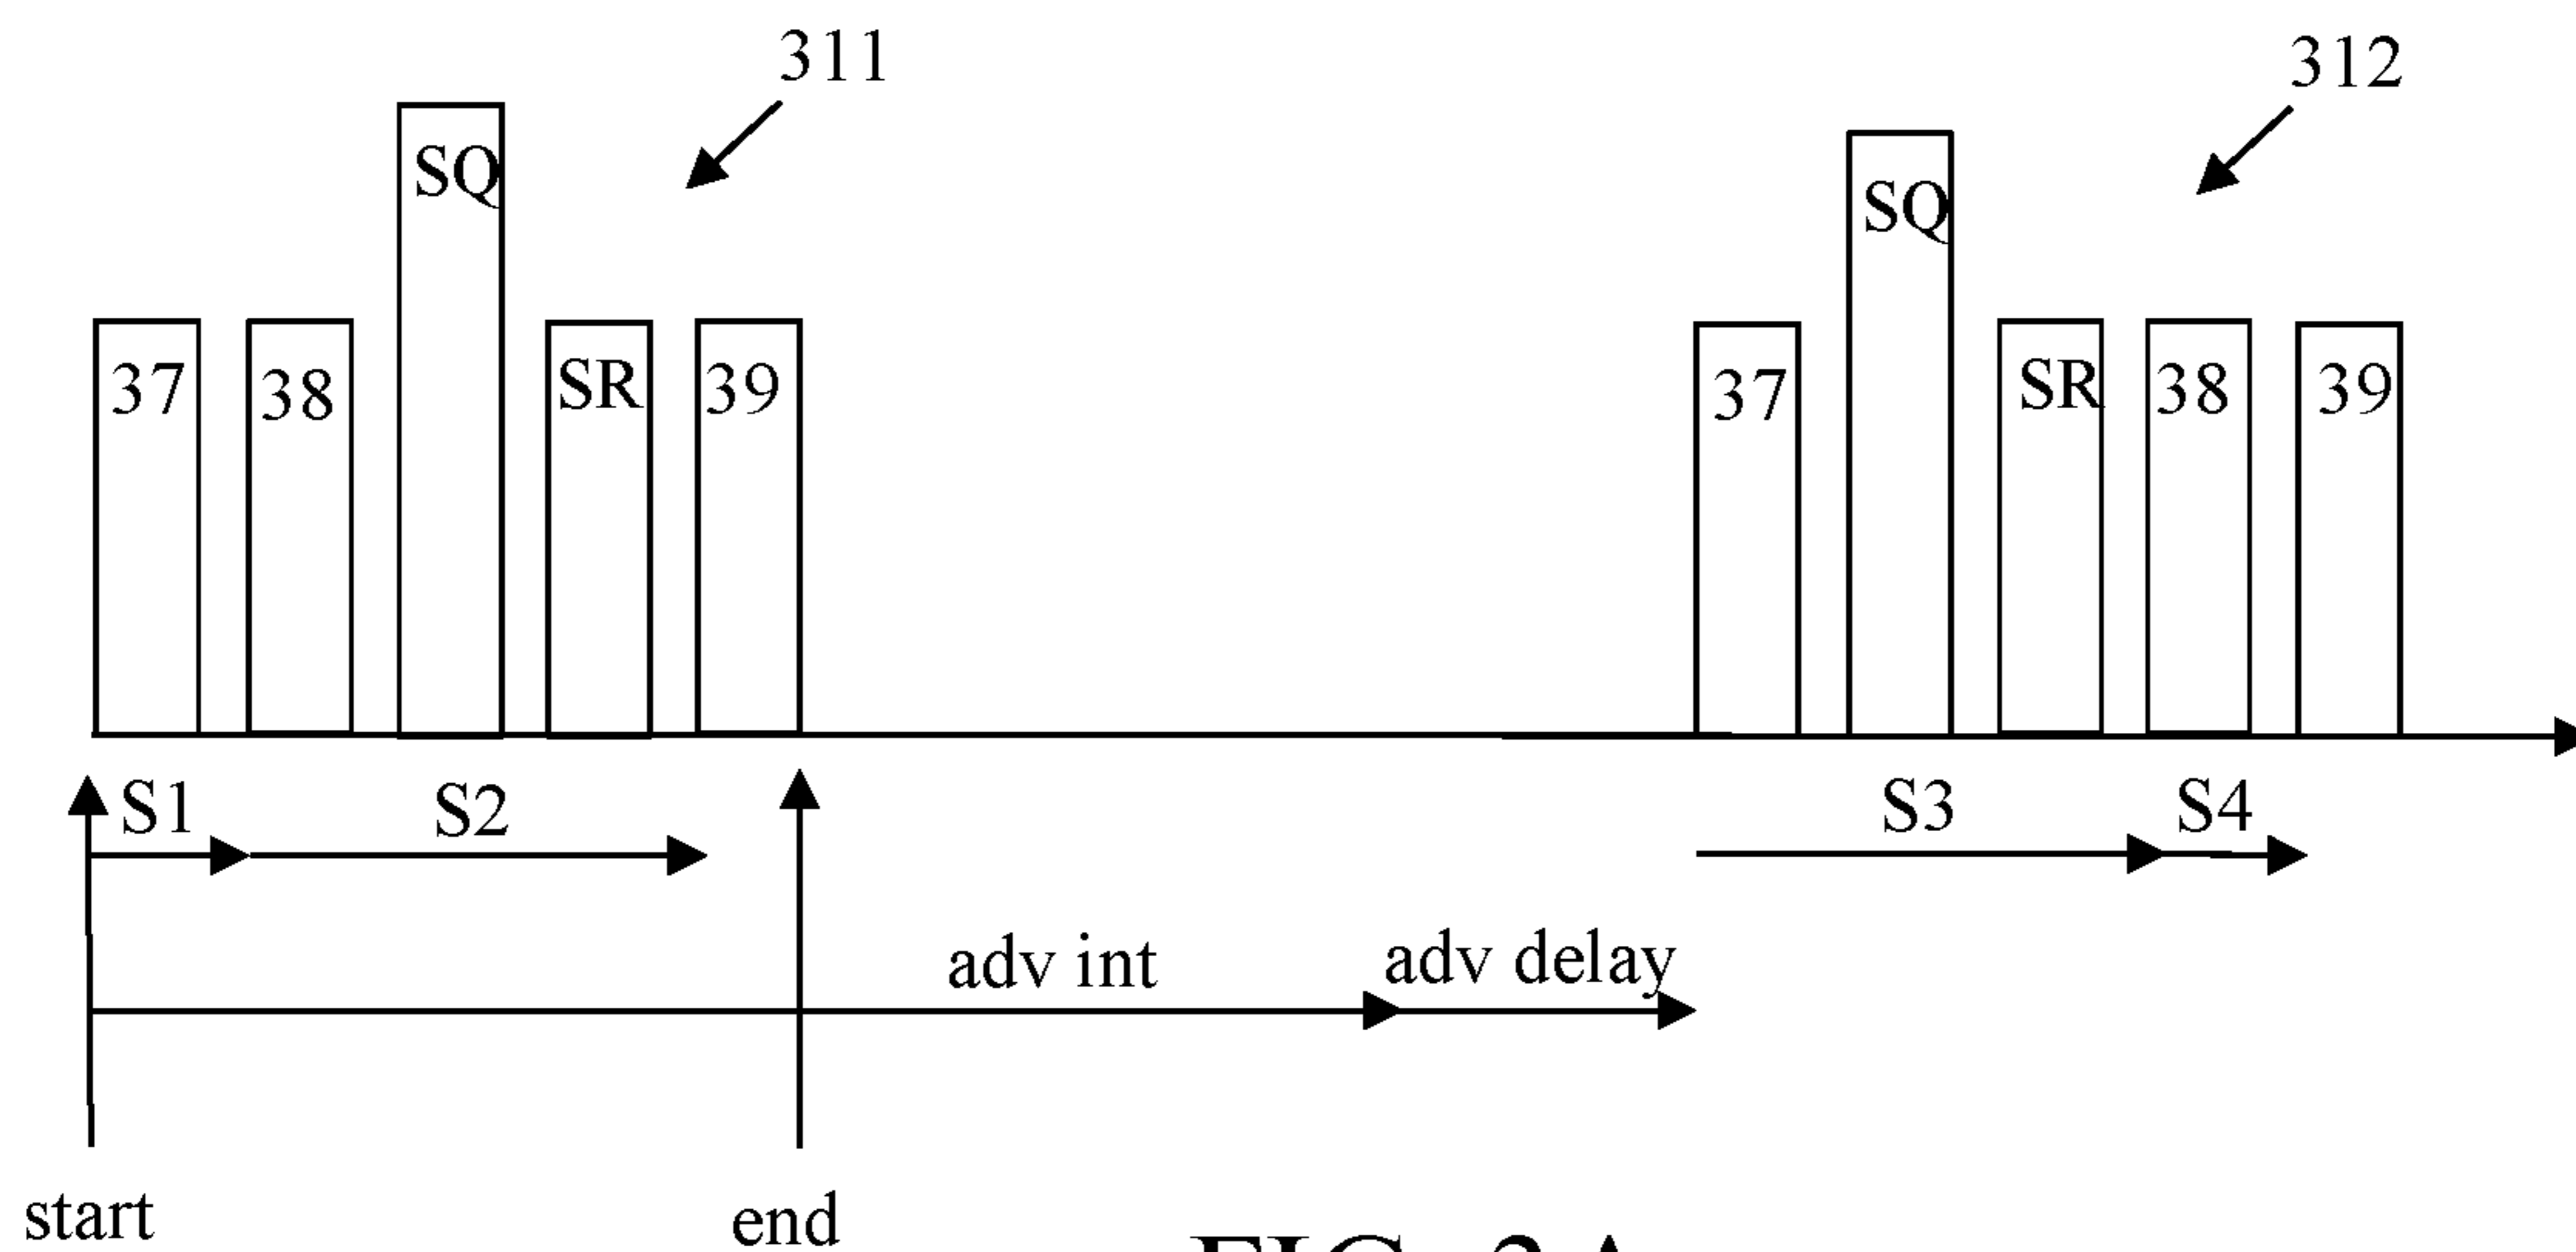 311
312
SQ
SQ
37
38
SR
39
37
SR
38
39
S1
S2
S3
S4
adv int
adv delay
start
end